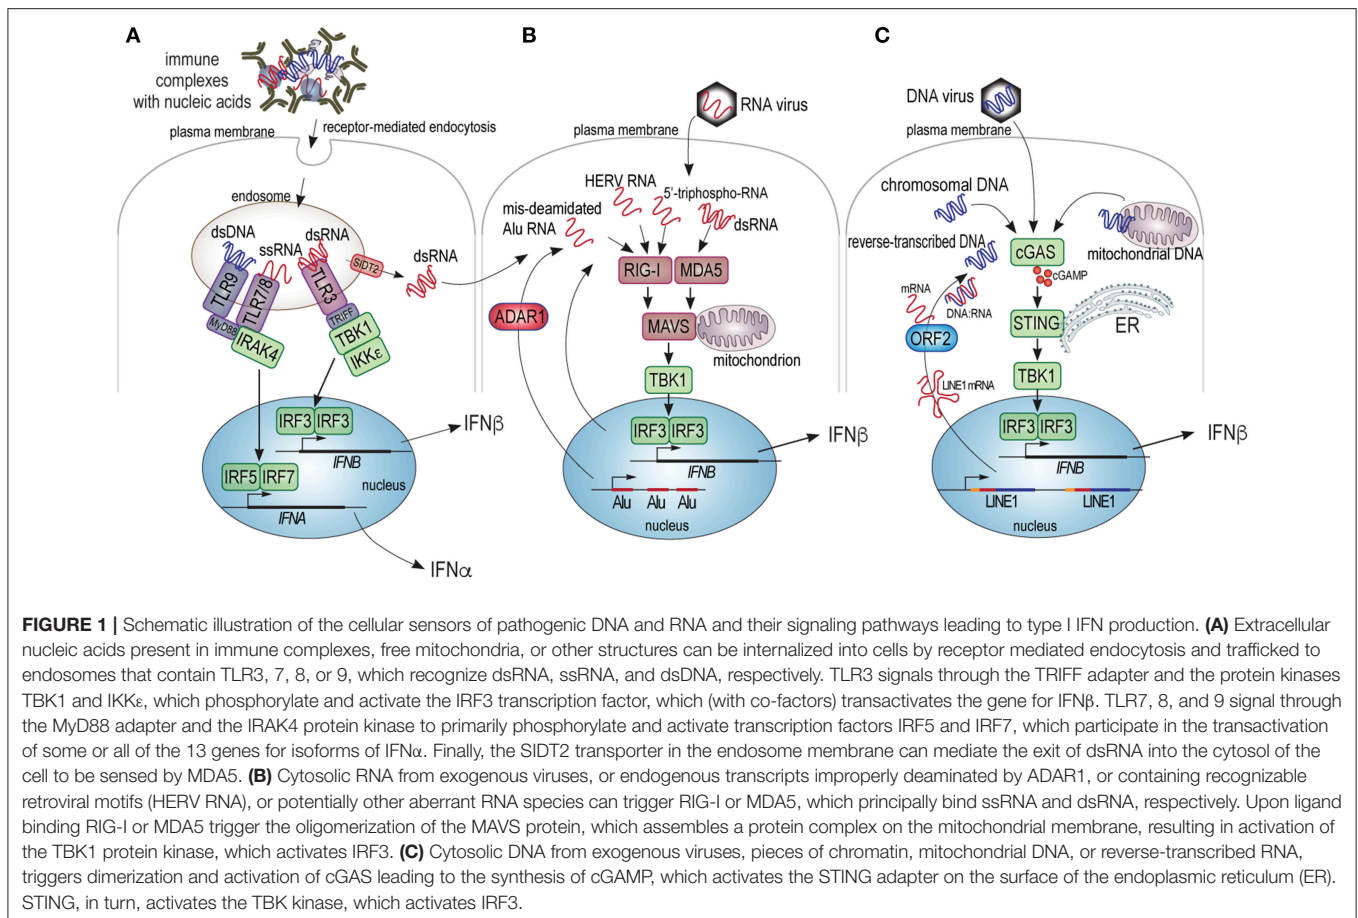 A
immune
complexes
with nucleic acids
plasma membrane
receptor-mediated endocytosis
endosome
dsDNA
ssRNA
dsRNA
SIDT2
dsRNA
TLR9
TLR7/8
TLR3
MyD88
IRAK4
TRIFF
TBK1
IKKε
IRF3 IRF3
IFNB
IFNβ
IRF5 IRF7
nucleus
IFNA
IFNα
B
RNA virus
plasma membrane
HERV RNA
5'-triphospho-RNA
mis-deamidated
Alu RNA
dsRNA
RIG-I
MDA5
ADAR1
MAVS
mitochondrion
TBK1
IRF3 IRF3
IFNB
IFNβ
Alu Alu Alu
nucleus
C
DNA virus
plasma membrane
chromosomal DNA
reverse-transcribed DNA
cGAS
mitochondrial DNA
cGAMP
mRNA
DNA:RNA
STING
ER
ORF2
TBK1
LINE1 mRNA
IRF3 IRF3
IFNB
IFNβ
LINE1 LINE1
nucleus
FIGURE 1 | Schematic illustration of the cellular sensors of pathogenic DNA and RNA and their signaling pathways leading to type I IFN production. (A) Extracellular
nucleic acids present in immune complexes, free mitochondria, or other structures can be internalized into cells by receptor mediated endocytosis and trafficked to
endosomes that contain TLR3, 7, 8, or 9, which recognize dsRNA, ssRNA, and dsDNA, respectively. TLR3 signals through the TRIFF adapter and the protein kinases
TBK1 and IKKε, which phosphorylate and activate the IRF3 transcription factor, which (with co-factors) transactivates the gene for IFNβ. TLR7, 8, and 9 signal through
the MyD88 adapter and the IRAK4 protein kinase to primarily phosphorylate and activate transcription factors IRF5 and IRF7, which participate in the transactivation
of some or all of the 13 genes for isoforms of IFNα. Finally, the SIDT2 transporter in the endosome membrane can mediate the exit of dsRNA into the cytosol of the
cell to be sensed by MDA5. (B) Cytosolic RNA from exogenous viruses, or endogenous transcripts improperly deaminated by ADAR1, or containing recognizable
retroviral motifs (HERV RNA), or potentially other aberrant RNA species can trigger RIG-I or MDA5, which principally bind ssRNA and dsRNA, respectively. Upon ligand
binding RIG-I or MDA5 trigger the oligomerization of the MAVS protein, which assembles a protein complex on the mitochondrial membrane, resulting in activation of
the TBK1 protein kinase, which activates IRF3. (C) Cytosolic DNA from exogenous viruses, pieces of chromatin, mitochondrial DNA, or reverse-transcribed RNA,
triggers dimerization and activation of cGAS leading to the synthesis of cGAMP, which activates the STING adapter on the surface of the endoplasmic reticulum (ER).
STING, in turn, activates the TBK kinase, which activates IRF3.